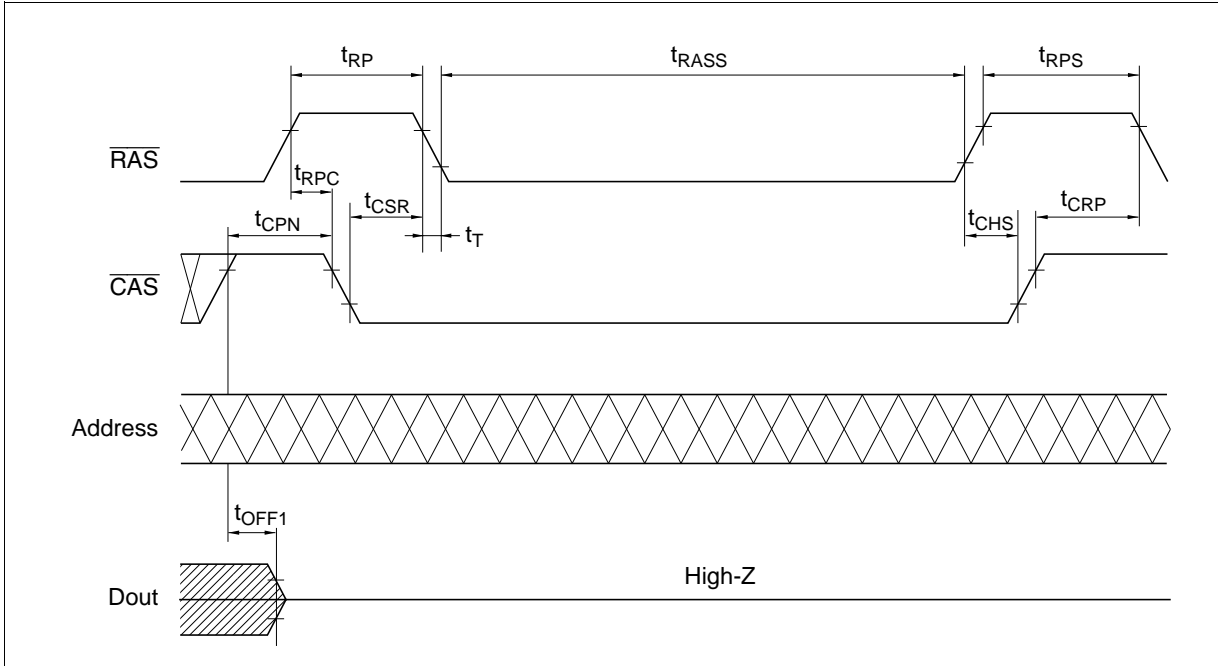 tRP
tRASS
tRPS
RAS
tRPC
tCSR
tT
tCHS
tCRP
tCPN
CAS
Address
tOFF1
High-Z
Dout